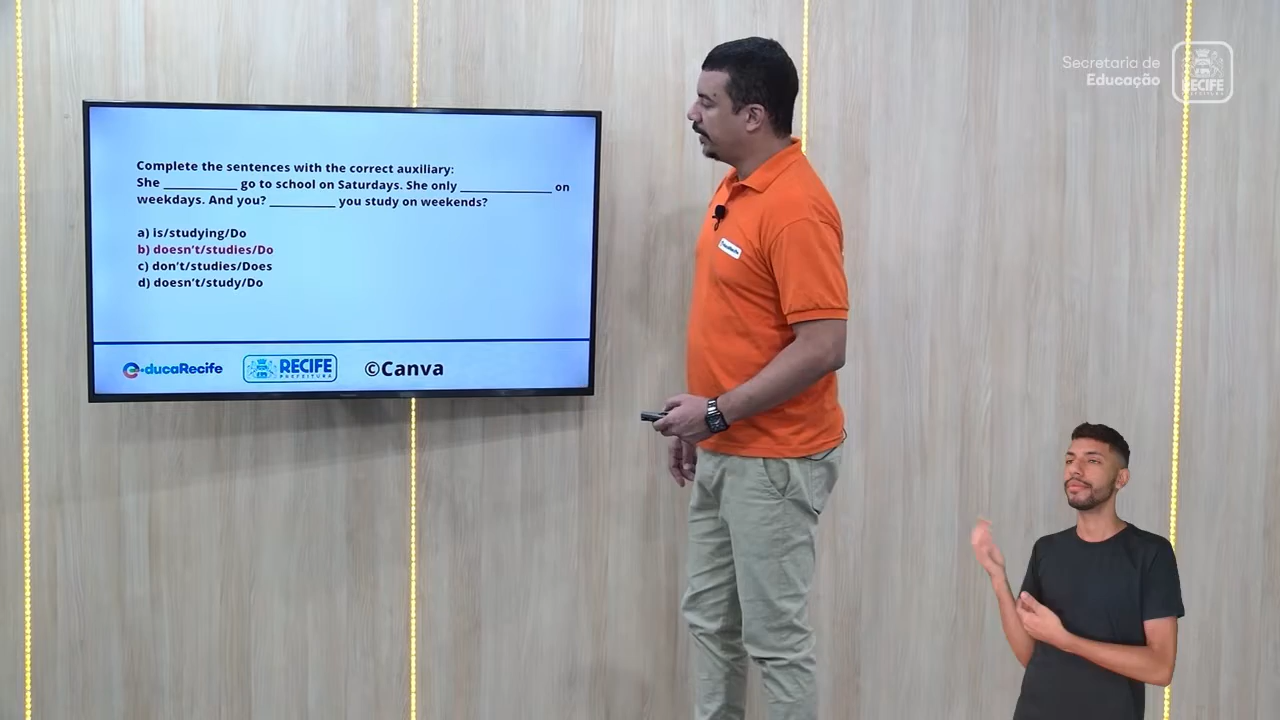 Secretaria de
Educação
RECIFE
PREFEITURA
Complete the sentences with the correct auxiliary:
She ____________ go to school on Saturdays. She only _______________ on
weekdays. And you? ___________ you study on weekends?
a) is/studying/Do
b) doesn't/studies/Do
c) don't/studies/Does
d) doesn't/study/Do
e-ducaRecife
RECIFE
PREFEITURA
©Canva